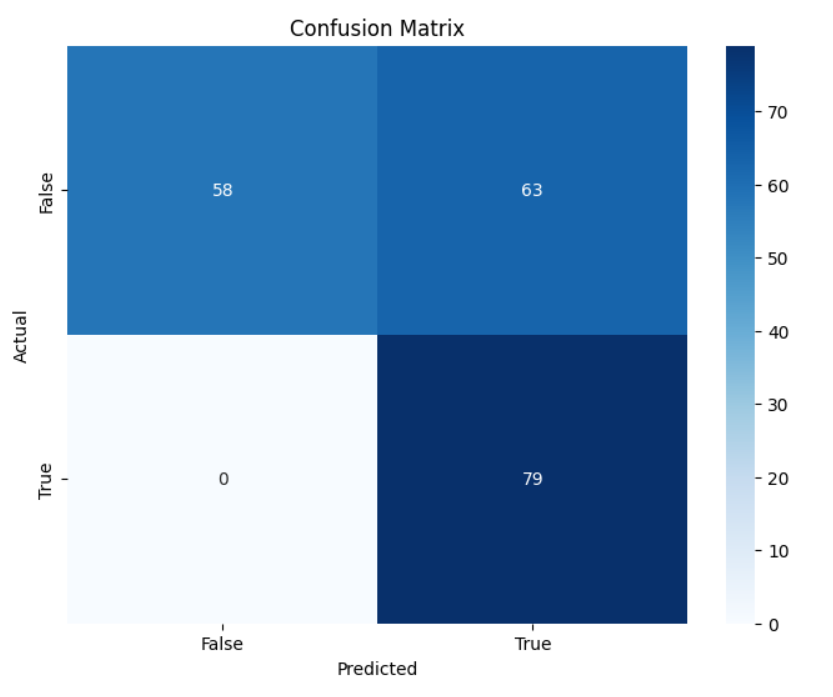 Confusion Matrix
False
58
63
True
0
79
Actual
False
True
Predicted
70
60
50
40
30
20
10
0